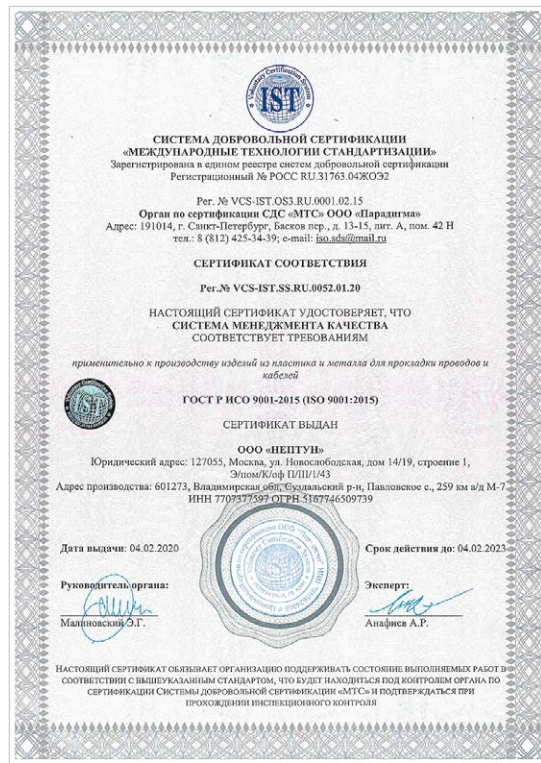 Voluntary Certification System
IST
СИСТЕМА ДОБРОВОЛЬНОЙ СЕРТИФИКАЦИИ
«МЕЖДУНАРОДНЫЕ ТЕХНОЛОГИИ СТАНДАРТИЗАЦИИ»
Зарегистрирована в едином реестре систем добровольной сертификации
Регистрационный № РОСС RU.31763.04ЖОЭ2
Рег. № VCS-IST.OS3.RU.0001.02.15
Орган по сертификации СДС «МТС» ООО «Парадигма»
Адрес: 191014, г. Санкт-Петербург, Басков пер., д. 13-15, лит. А, пом. 42 Н
тел.: 8 (812) 425-34-39; e-mail: iso.sds@mail.ru
СЕРТИФИКАТ СООТВЕТСТВИЯ
Рег.№ VCS-IST.SS.RU.0052.01.20
НАСТОЯЩИЙ СЕРТИФИКАТ УДОСТОВЕРЯЕТ, ЧТО
СИСТЕМА МЕНЕДЖМЕНТА КАЧЕСТВА
СООТВЕТСТВУЕТ ТРЕБОВАНИЯМ
применительно к производству изделий из пластика и металла для прокладки проводов и
кабелей
IST
ГОСТ Р ИСО 9001-2015 (ISO 9001:2015)
СЕРТИФИКАТ ВЫДАН
ООО «НЕПТУН»
Юридический адрес: 127055, Москва, ул. Новослободская, дом 14/19, строение 1,
Э/пом/К/оф П/III/1/43
Адрес производства: 601273, Владимирская обл, Суздальский р-н, Павловское с., 259 км а/д М-7
ИНН 7707377597 ОГРН 5167746509739
Дата выдачи: 04.02.2020
Срок действия до: 04.02.2023
Руководитель органа:
Эксперт:
Малиновский Э.Г.
Анафиев А.Р.
НАСТОЯЩИЙ СЕРТИФИКАТ ОБЯЗЫВАЕТ ОРГАНИЗАЦИЮ ПОДДЕРЖИВАТЬ СОСТОЯНИЕ ВЫПОЛНЯЕМЫХ РАБОТ В
СООТВЕТСТВИИ С ВЫШЕУКАЗАННЫМ СТАНДАРТОМ, ЧТО БУДЕТ НАХОДИТЬСЯ ПОД КОНТРОЛЕМ ОРГАНА ПО
СЕРТИФИКАЦИИ СИСТЕМЫ ДОБРОВОЛЬНОЙ СЕРТИФИКАЦИИ «МТС» И ПОДТВЕРЖДАТЬСЯ ПРИ
ПРОХОЖДЕНИИ ИНСПЕКЦИОННОГО КОНТРОЛЯ